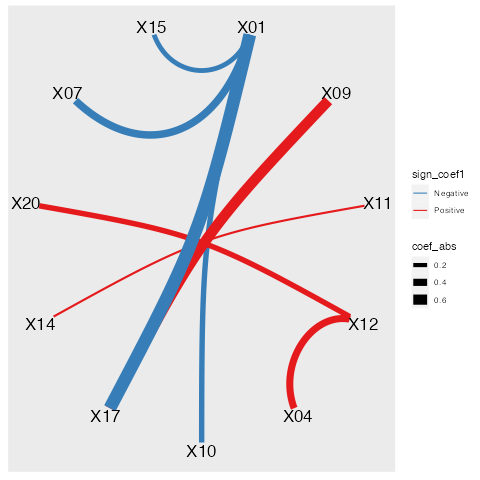 X15 X01
X07 X09
X20 X11
X14 X12
X17 X04
X10
sign_coef1
Negative
Positive
coef_abs
0.2
0.4
0.6